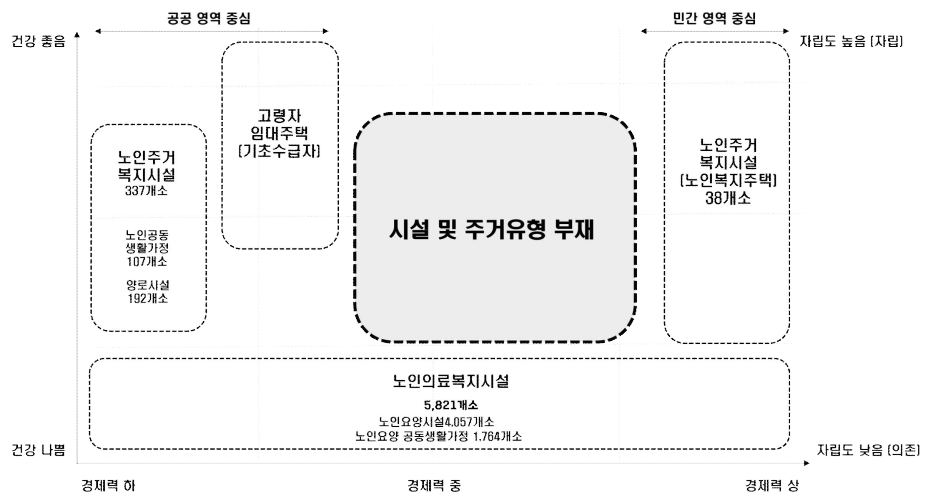 공공 영역 중심
민간 영역 중심
건강 좋음
자립도 높음 (자립)
고령자
임대주택
(기초수급자)
노인주거
복지시설
337개소
노인공동
생활가정
107개소
양로시설
192개소
시설 및 주거유형 부재
노인주거
복지시설
(노인복지주택)
38개소
노인의료복지시설
5,821개소
노인요양시설4.057개소
노인요양 공동생활가정 1.764개소
건강 나쁨
자립도 낮음 (의존)
경제력 하
경제력 중
경제력 상